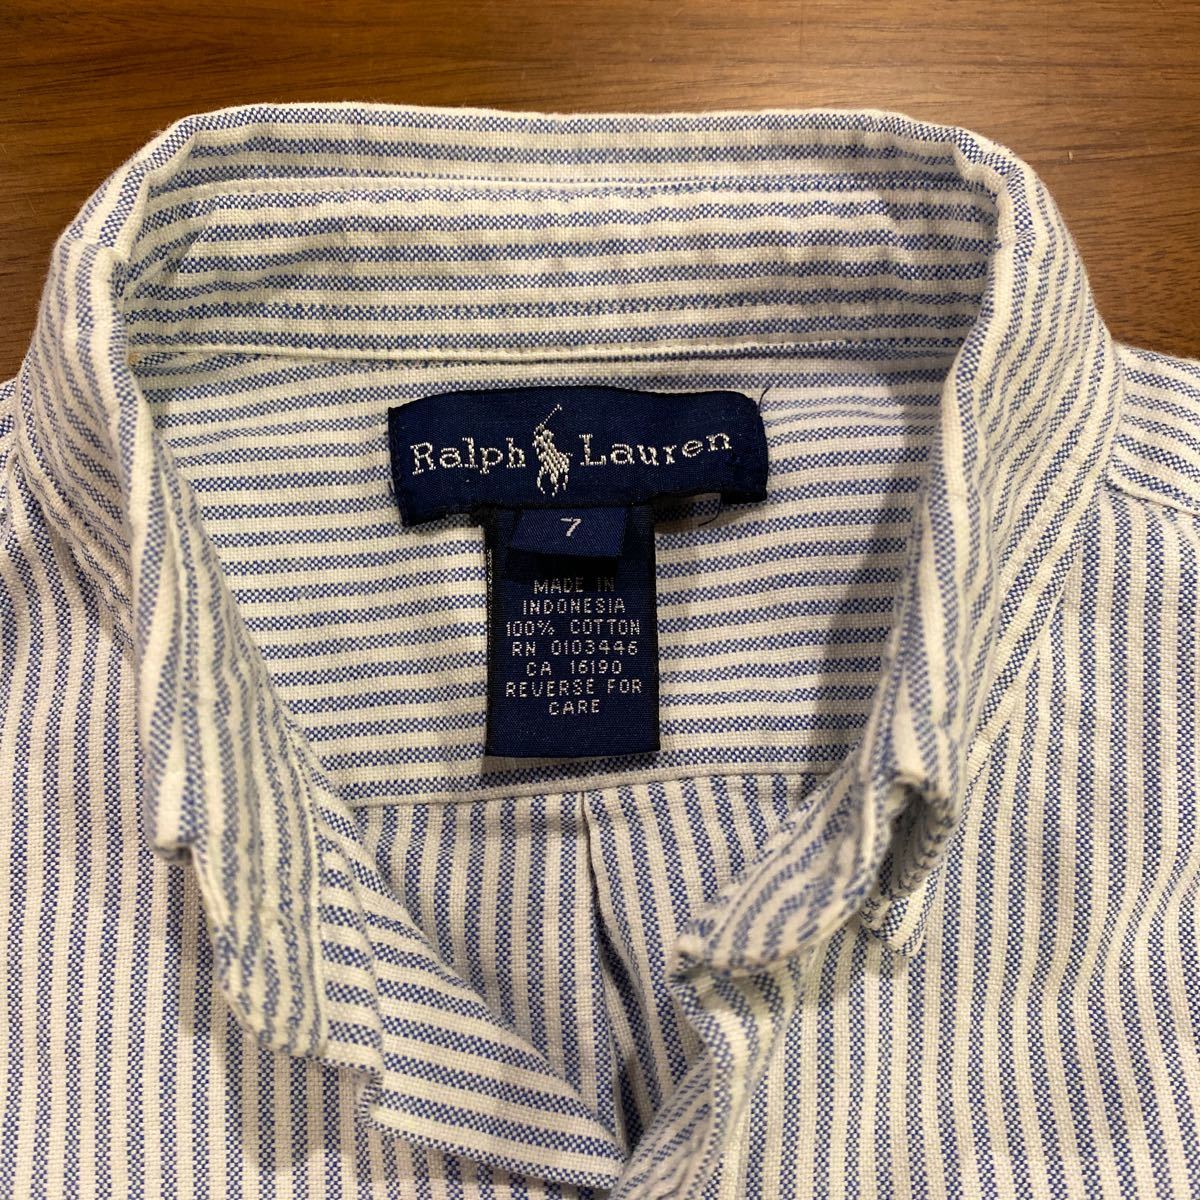 Ralph Lauren
7
MADE IN
INDONESIA
100% COTTON
RN 0103446
CA 16190
REVERSE FOR
CARE